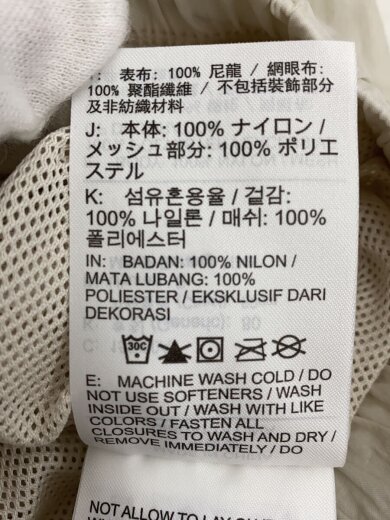 表布: 100% 尼龍 / 網眼布:
100% 聚酯纖維 / 不包括裝飾部分
及非紡織材料
J: 本体: 100% ナイロン /
メッシュ部分: 100% ポリエ
ステル
K: 섬유혼용율 / 겉감:
100% 나일론 / 매쉬: 100%
폴리에스터
IN: BADAN: 100% NILON /
MATA LUBANG: 100%
POLIESTER / EKSKLUSIF DARI
DEKORASI
30C
E: MACHINE WASH COLD / DO
NOT USE SOFTENERS / WASH
INSIDE OUT / WASH WITH LIKE
COLORS / FASTEN ALL
CLOSURES TO WASH AND DRY /
REMOVE IMMEDIATELY / DO
NOT ALLOW TO LAY ON